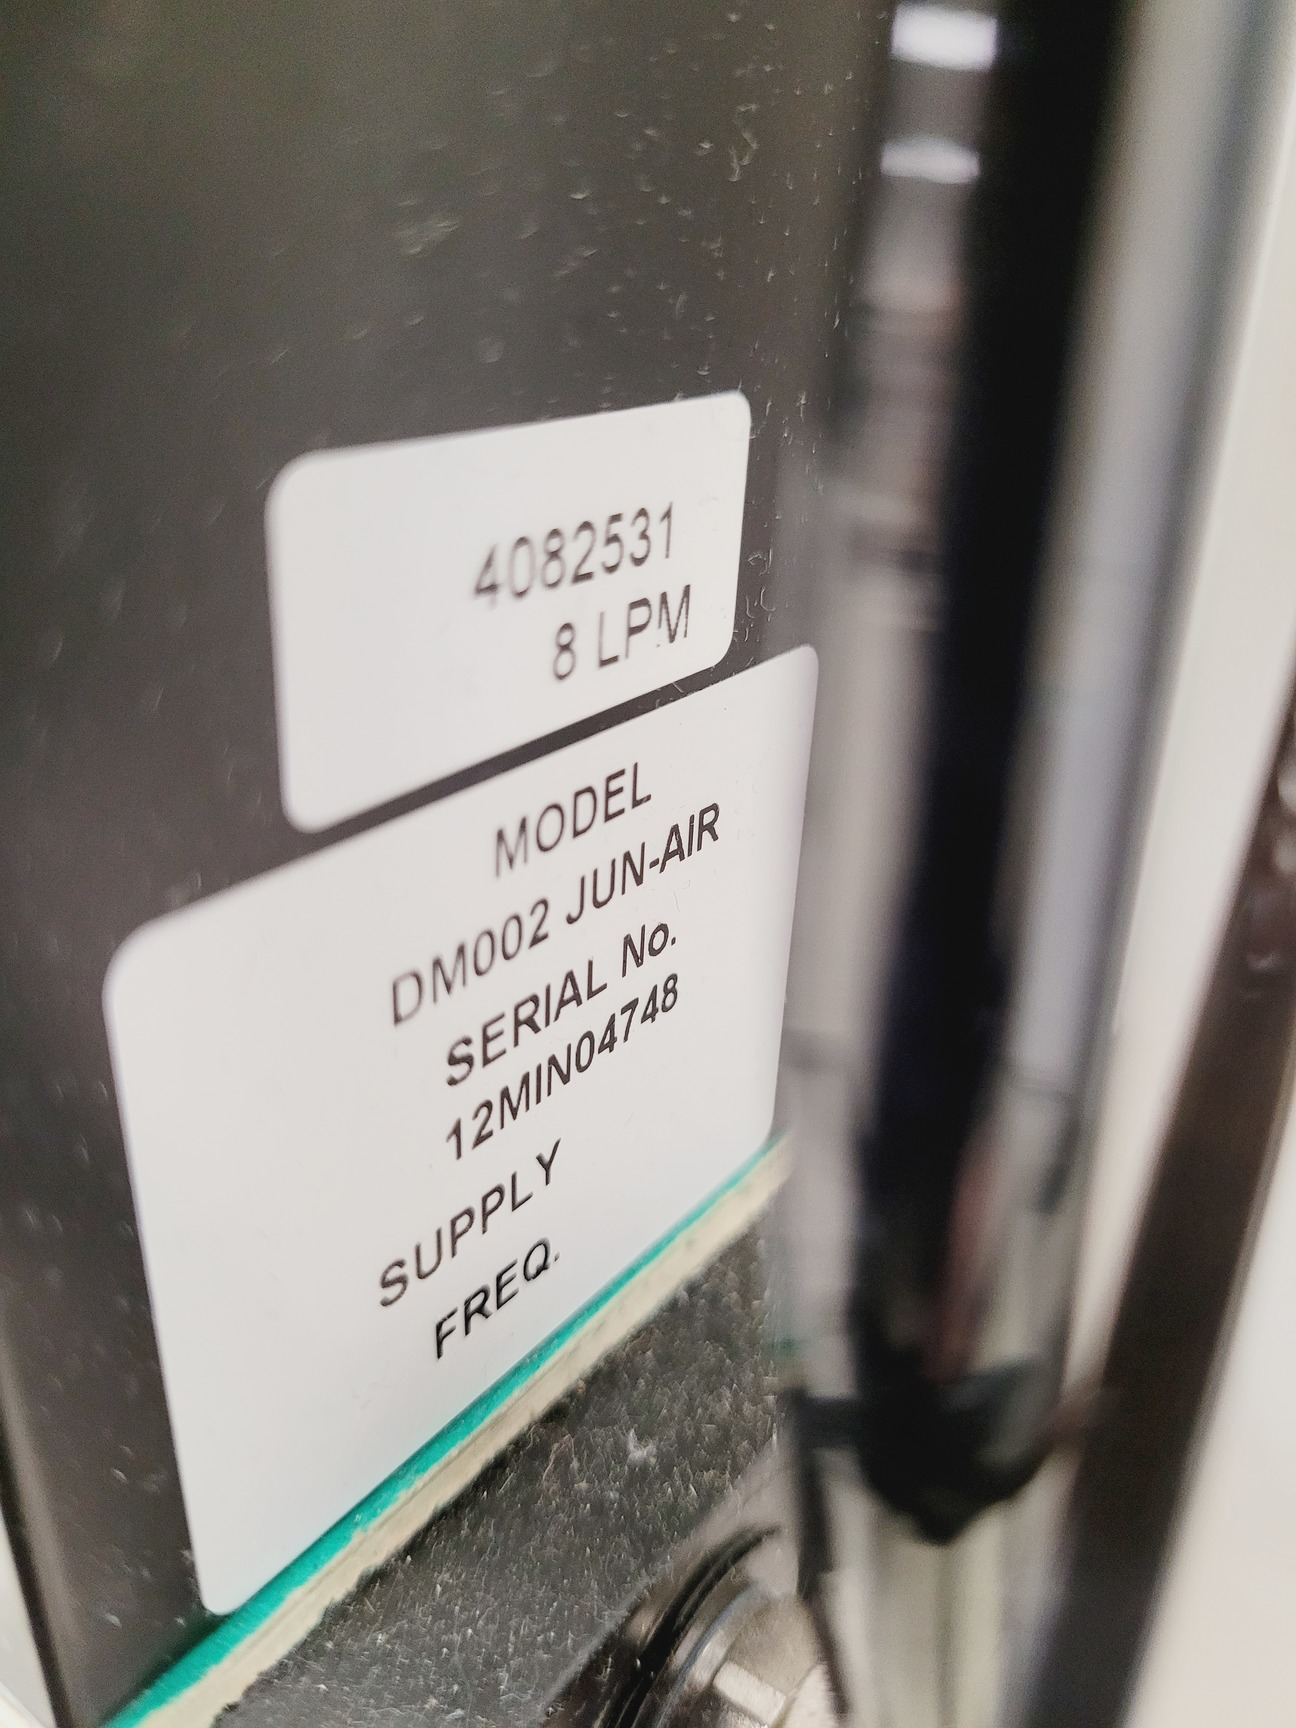 4082531
8 LPM
MODEL
DM002 JUN-AIR
SERIAL No.
12MIN04748
SUPPLY
FREQ.